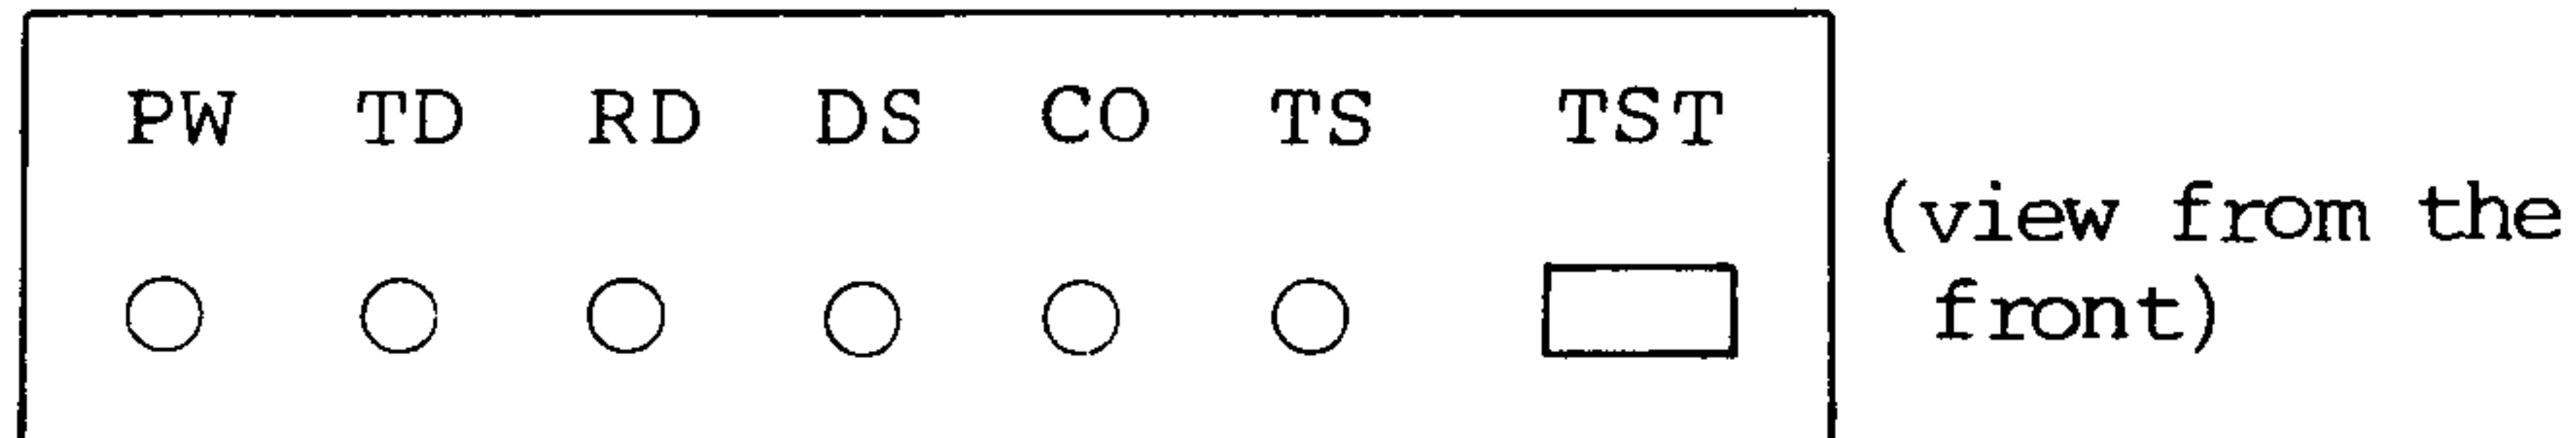 PW TD RD DS CO TS TST
(view from the
front)